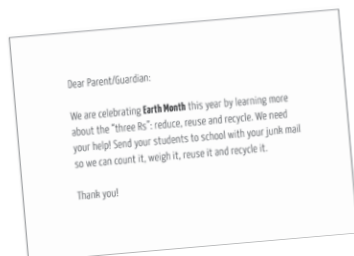 Dear Parent/Guardian:
We are celebrating Earth Month this year by learning more
about the "three Rs": reduce, reuse and recycle. We need
your help! Send your students to school with your junk mail
so we can count it, weigh it, reuse it and recycle it.
Thank you!